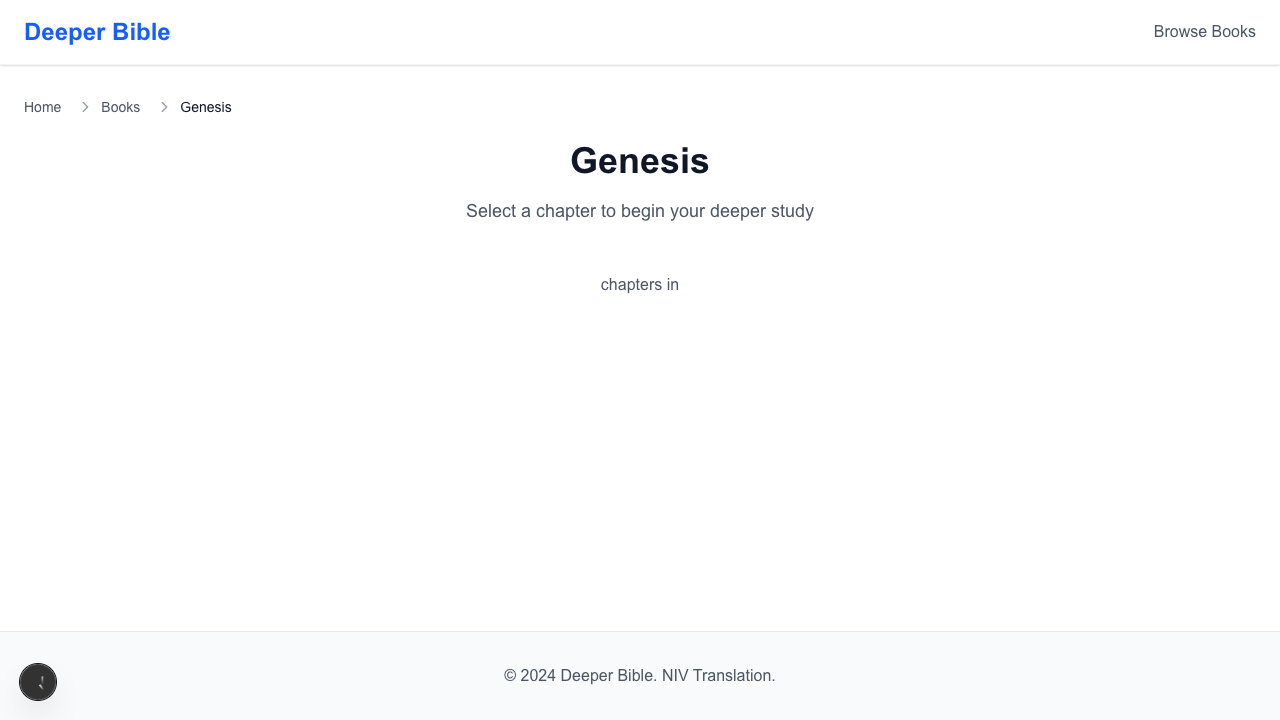 Deeper Bible
Browse Books
Home
Books
Genesis
Genesis
Select a chapter to begin your deeper study
chapters in
© 2024 Deeper Bible. NIV Translation.